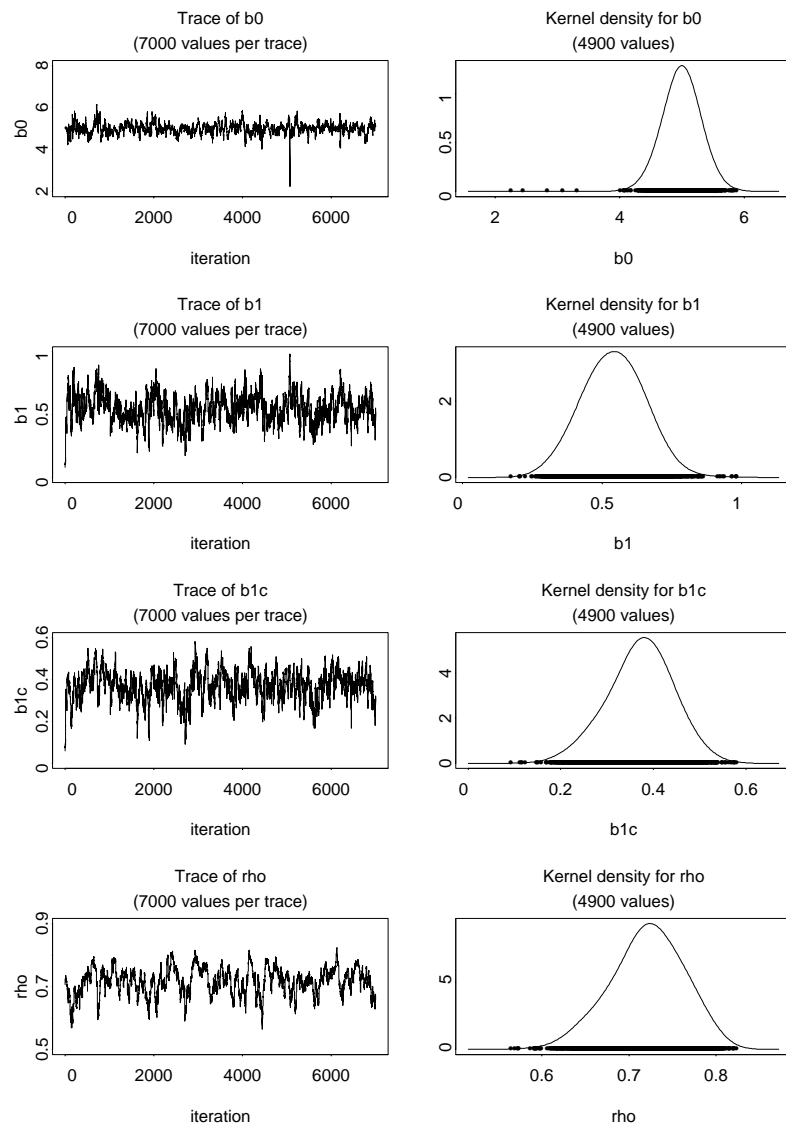 Trace of b0
(7000 values per trace)
8
6
4
2
b0
0 2000 4000 6000
iteration
Kernel density for b0
(4900 values)
1
0.5
0
2 4 6
b0
Trace of b1
(7000 values per trace)
1
0.5
0
b1
0 2000 4000 6000
iteration
Kernel density for b1
(4900 values)
2
0
0 0.5 1
b1
Trace of b1c
(7000 values per trace)
0.6
0.4
0.2
0
b1c
0 2000 4000 6000
iteration
Kernel density for b1c
(4900 values)
4
2
0
0 0.2 0.4 0.6
b1c
Trace of rho
(7000 values per trace)
0.9
0.7
0.5
rho
0 2000 4000 6000
iteration
Kernel density for rho
(4900 values)
5
0
0.6 0.7 0.8
rho